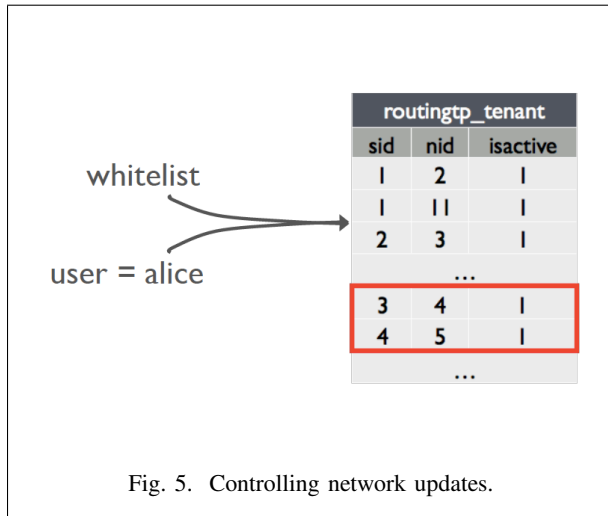 routingtp_tenant
sid nid isactive
1 2 1
1 11 1
2 3 1
...
3 4 1
4 5 1
...
whitelist
user = alice
Fig. 5. Controlling network updates.